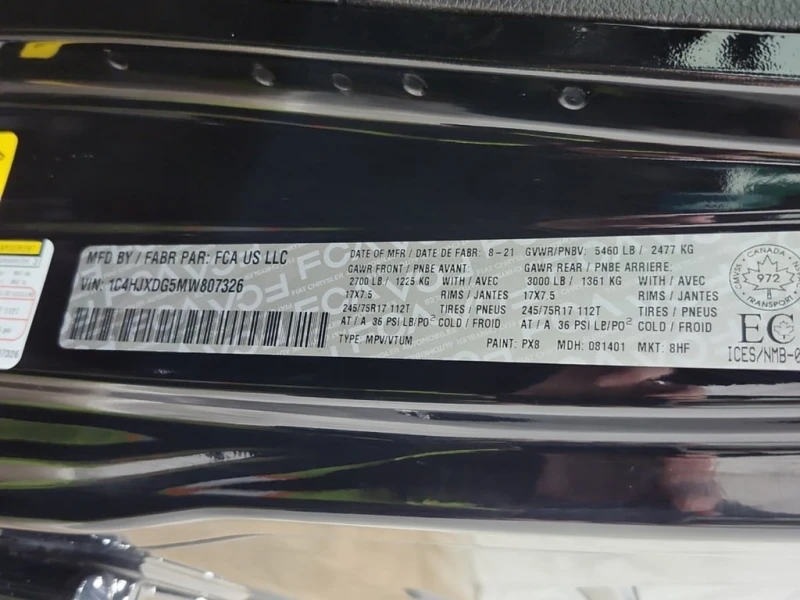 MFD BY / FABR PAR: FCA US LLC
VIN: 1C4HJXDG5MW807326
DATE OF MFR / DATE DE FABR: 8-21 GVWR/PNBV: 5460 LB / 2477 KG
GAWR FRONT / PNBE AVANT: GAWR REAR / PNBE ARRIERE:
2700 LB / 1225 KG WITH / AVEC 3000 LB / 1361 KG WITH / AVEC
17X7.5 RIMS / JANTES 17X7.5 RIMS / JANTES
245/75R17 112T TIRES / PNEUS 245/75R17 112T TIRES / PNEUS
AT / A 36 PSI LB/PO² COLD / FROID AT / A 36 PSI LB/PO² COLD / FROID
TYPE: MPV/VTUM PAINT: PX8 MDH: 081401 MKT: 8HF
CANADA
972
TRANSPORT
EC
ICES/NMB-0